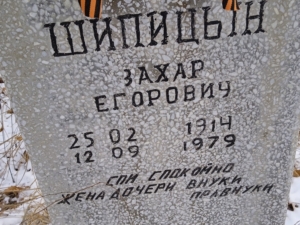 ШИПИЦЫН
ЗАХАР
ЕГОРОВИЧ
25 02 1914
12 09 1979
СПИ СПОКОЙНО
ЖЕНА ДОЧЕРИ ВНУКИ
ПРАВНУКИ